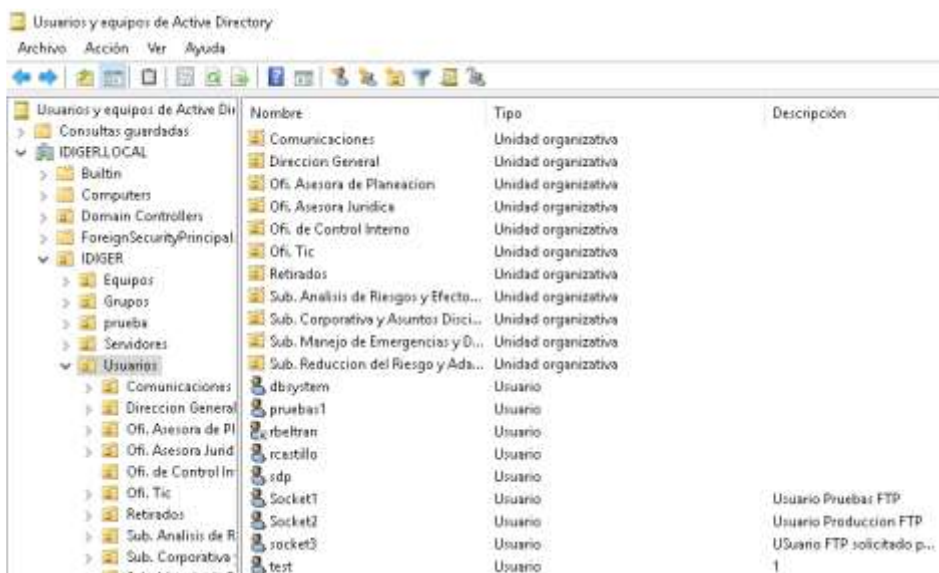 Usuarios y equipos de Active Directory
Archivo Acción Ver Ayuda
Usuarios y equipos de Active Dir
Consultas guardadas
IDIGER.LOCAL
Builtin
Computers
Domain Controllers
ForeignSecurityPrincipal
IDIGER
Equipos
Grupos
prueba
Servidores
Usuarios
Comunicaciones
Direccion General
Ofi. Asesora de Pl
Ofi. Asesora Jurid
Ofi. de Control In
Ofi. Tic
Retirados
Sub. Analisis de R
Sub. Corporativa
Nombre Tipo Descripción
Comunicaciones Unidad organizativa
Direccion General Unidad organizativa
Ofi. Asesora de Planeacion Unidad organizativa
Ofi. Asesora Juridica Unidad organizativa
Ofi. de Control Interno Unidad organizativa
Ofi. Tic Unidad organizativa
Retirados Unidad organizativa
Sub. Analisis de Riesgos y Efecto... Unidad organizativa
Sub. Corporativa y Asuntos Disci... Unidad organizativa
Sub. Manejo de Emergencias y D... Unidad organizativa
Sub. Reduccion del Riesgo y Ada... Unidad organizativa
dbsystem Usuario
pruebas1 Usuario
rbeltran Usuario
rcastillo Usuario
sdp Usuario
Socket1 Usuario Usuario Pruebas FTP
Socket2 Usuario Usuario Produccion FTP
socket3 Usuario USuario FTP solicitado p...
test Usuario 1